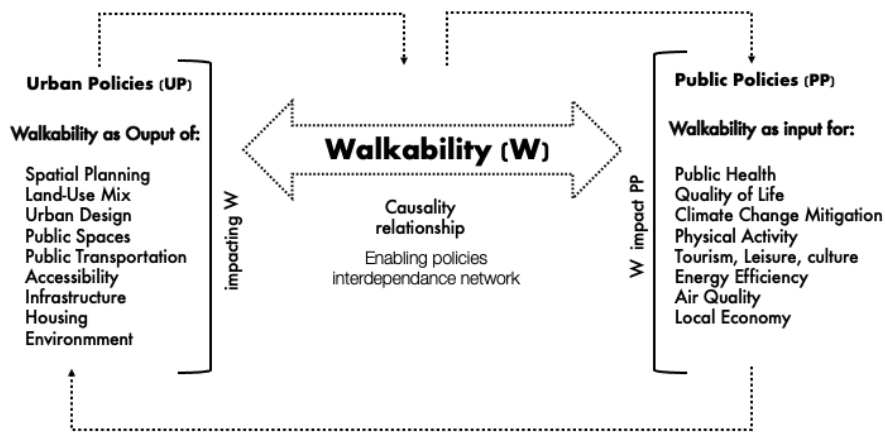 Urban Policies (UP)
Walkability as Ouput of:
Spatial Planning
Land-Use Mix
Urban Design
Public Spaces
Public Transportation
Accessibility
Infrastructure
Housing
Environmment
impacting W
Walkability (W)
Causality
relationship
Enabling policies
interdependance network
W impact PP
Public Policies (PP)
Walkability as input for:
Public Health
Quality of Life
Climate Change Mitigation
Physical Activity
Tourism, Leisure, culture
Energy Efficiency
Air Quality
Local Economy